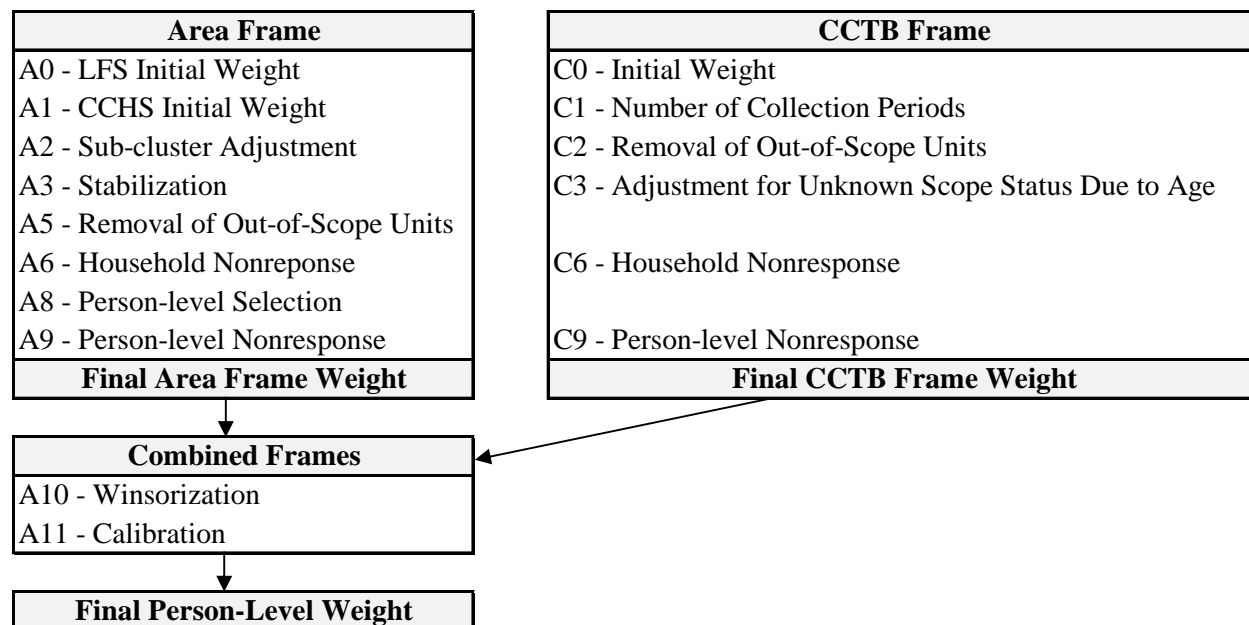 Area Frame
A0 - LFS Initial Weight
A1 - CCHS Initial Weight
A2 - Sub-cluster Adjustment
A3 - Stabilization
A5 - Removal of Out-of-Scope Units
A6 - Household Nonreponse
A8 - Person-level Selection
A9 - Person-level Nonresponse
Final Area Frame Weight
CCTB Frame
C0 - Initial Weight
C1 - Number of Collection Periods
C2 - Removal of Out-of-Scope Units
C3 - Adjustment for Unknown Scope Status Due to Age
C6 - Household Nonresponse
C9 - Person-level Nonresponse
Final CCTB Frame Weight
Combined Frames
A10 - Winsorization
A11 - Calibration
Final Person-Level Weight